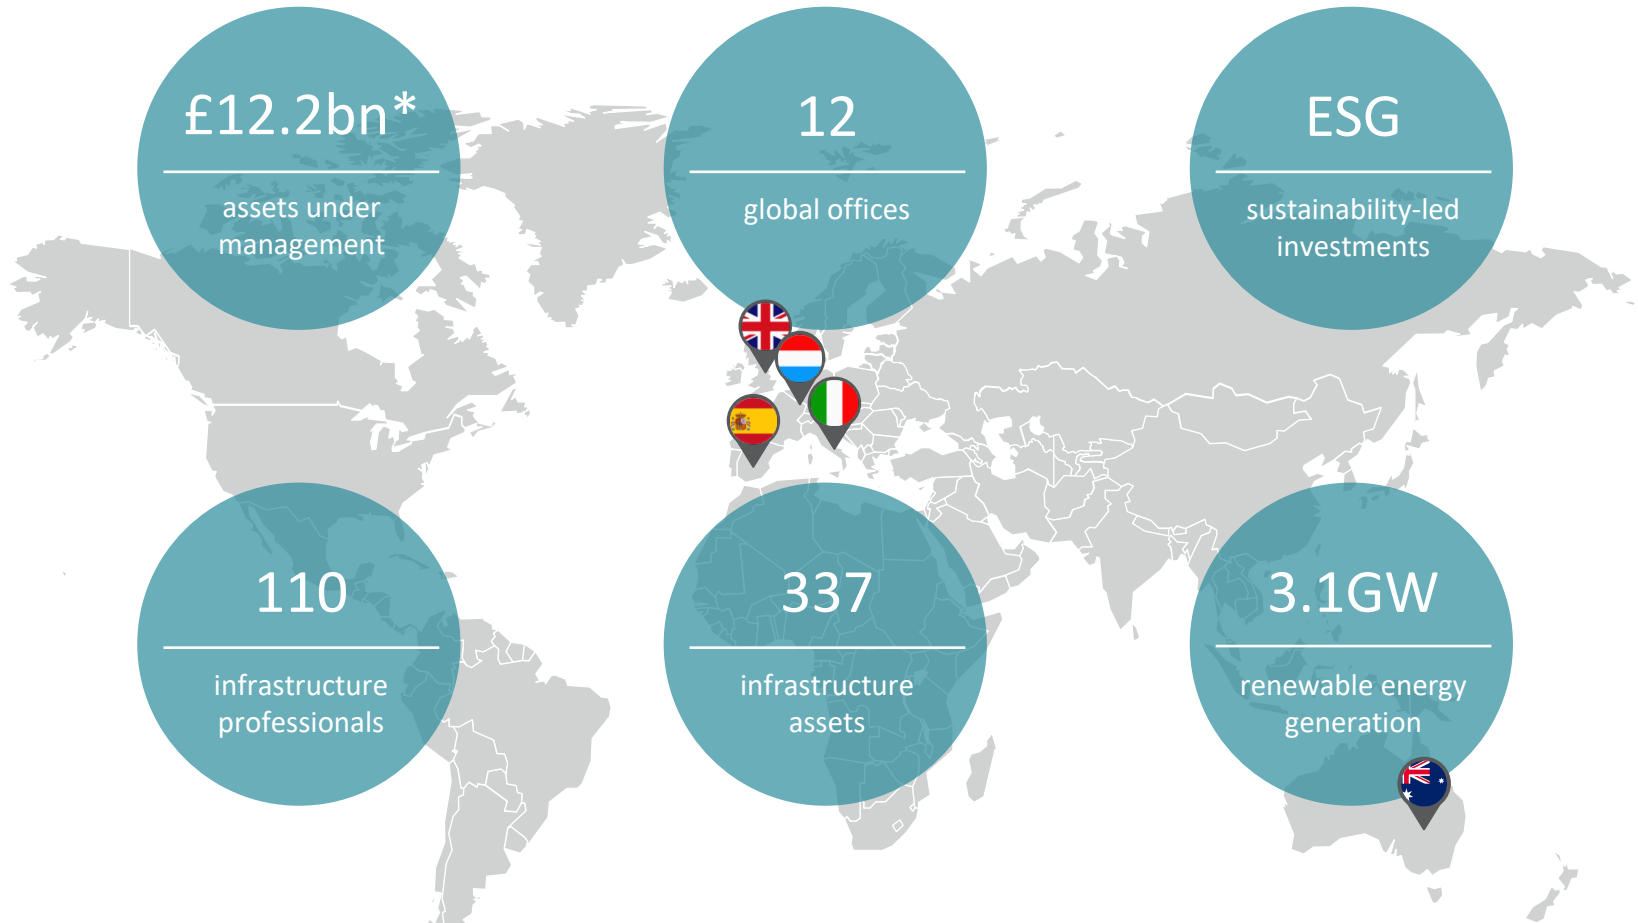 £12.2bn*
assets under
management
12
global offices
ESG
sustainability-led
investments
110
infrastructure
professionals
337
infrastructure
assets
3.1GW
renewable energy
generation